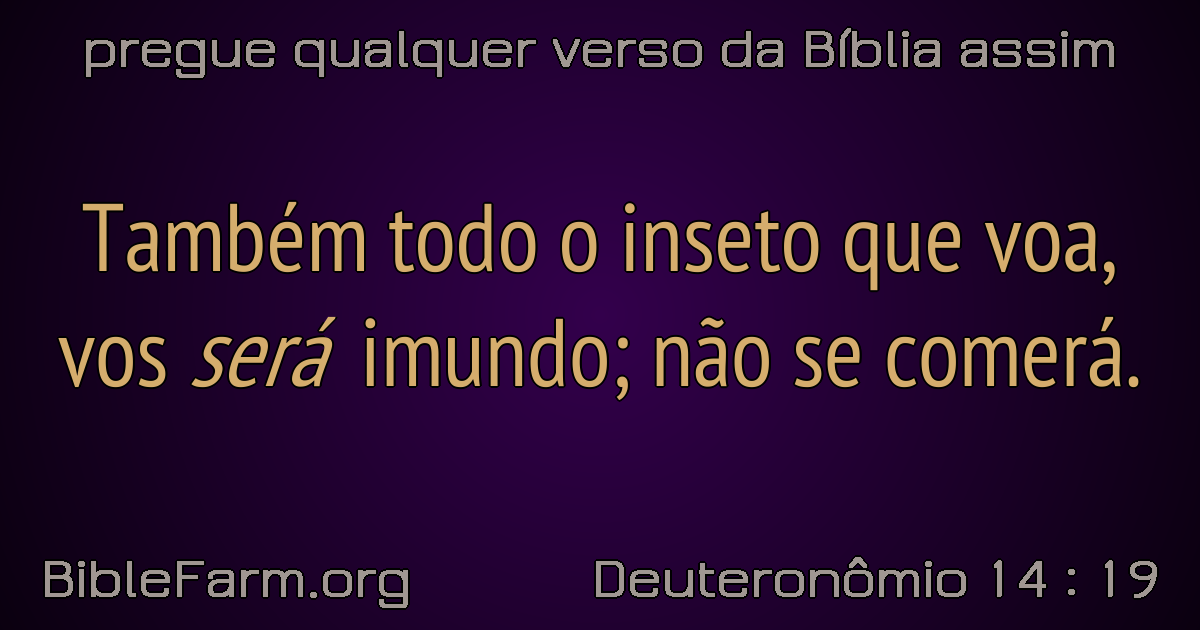 pregue qualquer verso da Bíblia assim
Também todo o inseto que voa,
vos será imundo; não se comerá.
BibleFarm.org
Deuteronômio 14 : 19